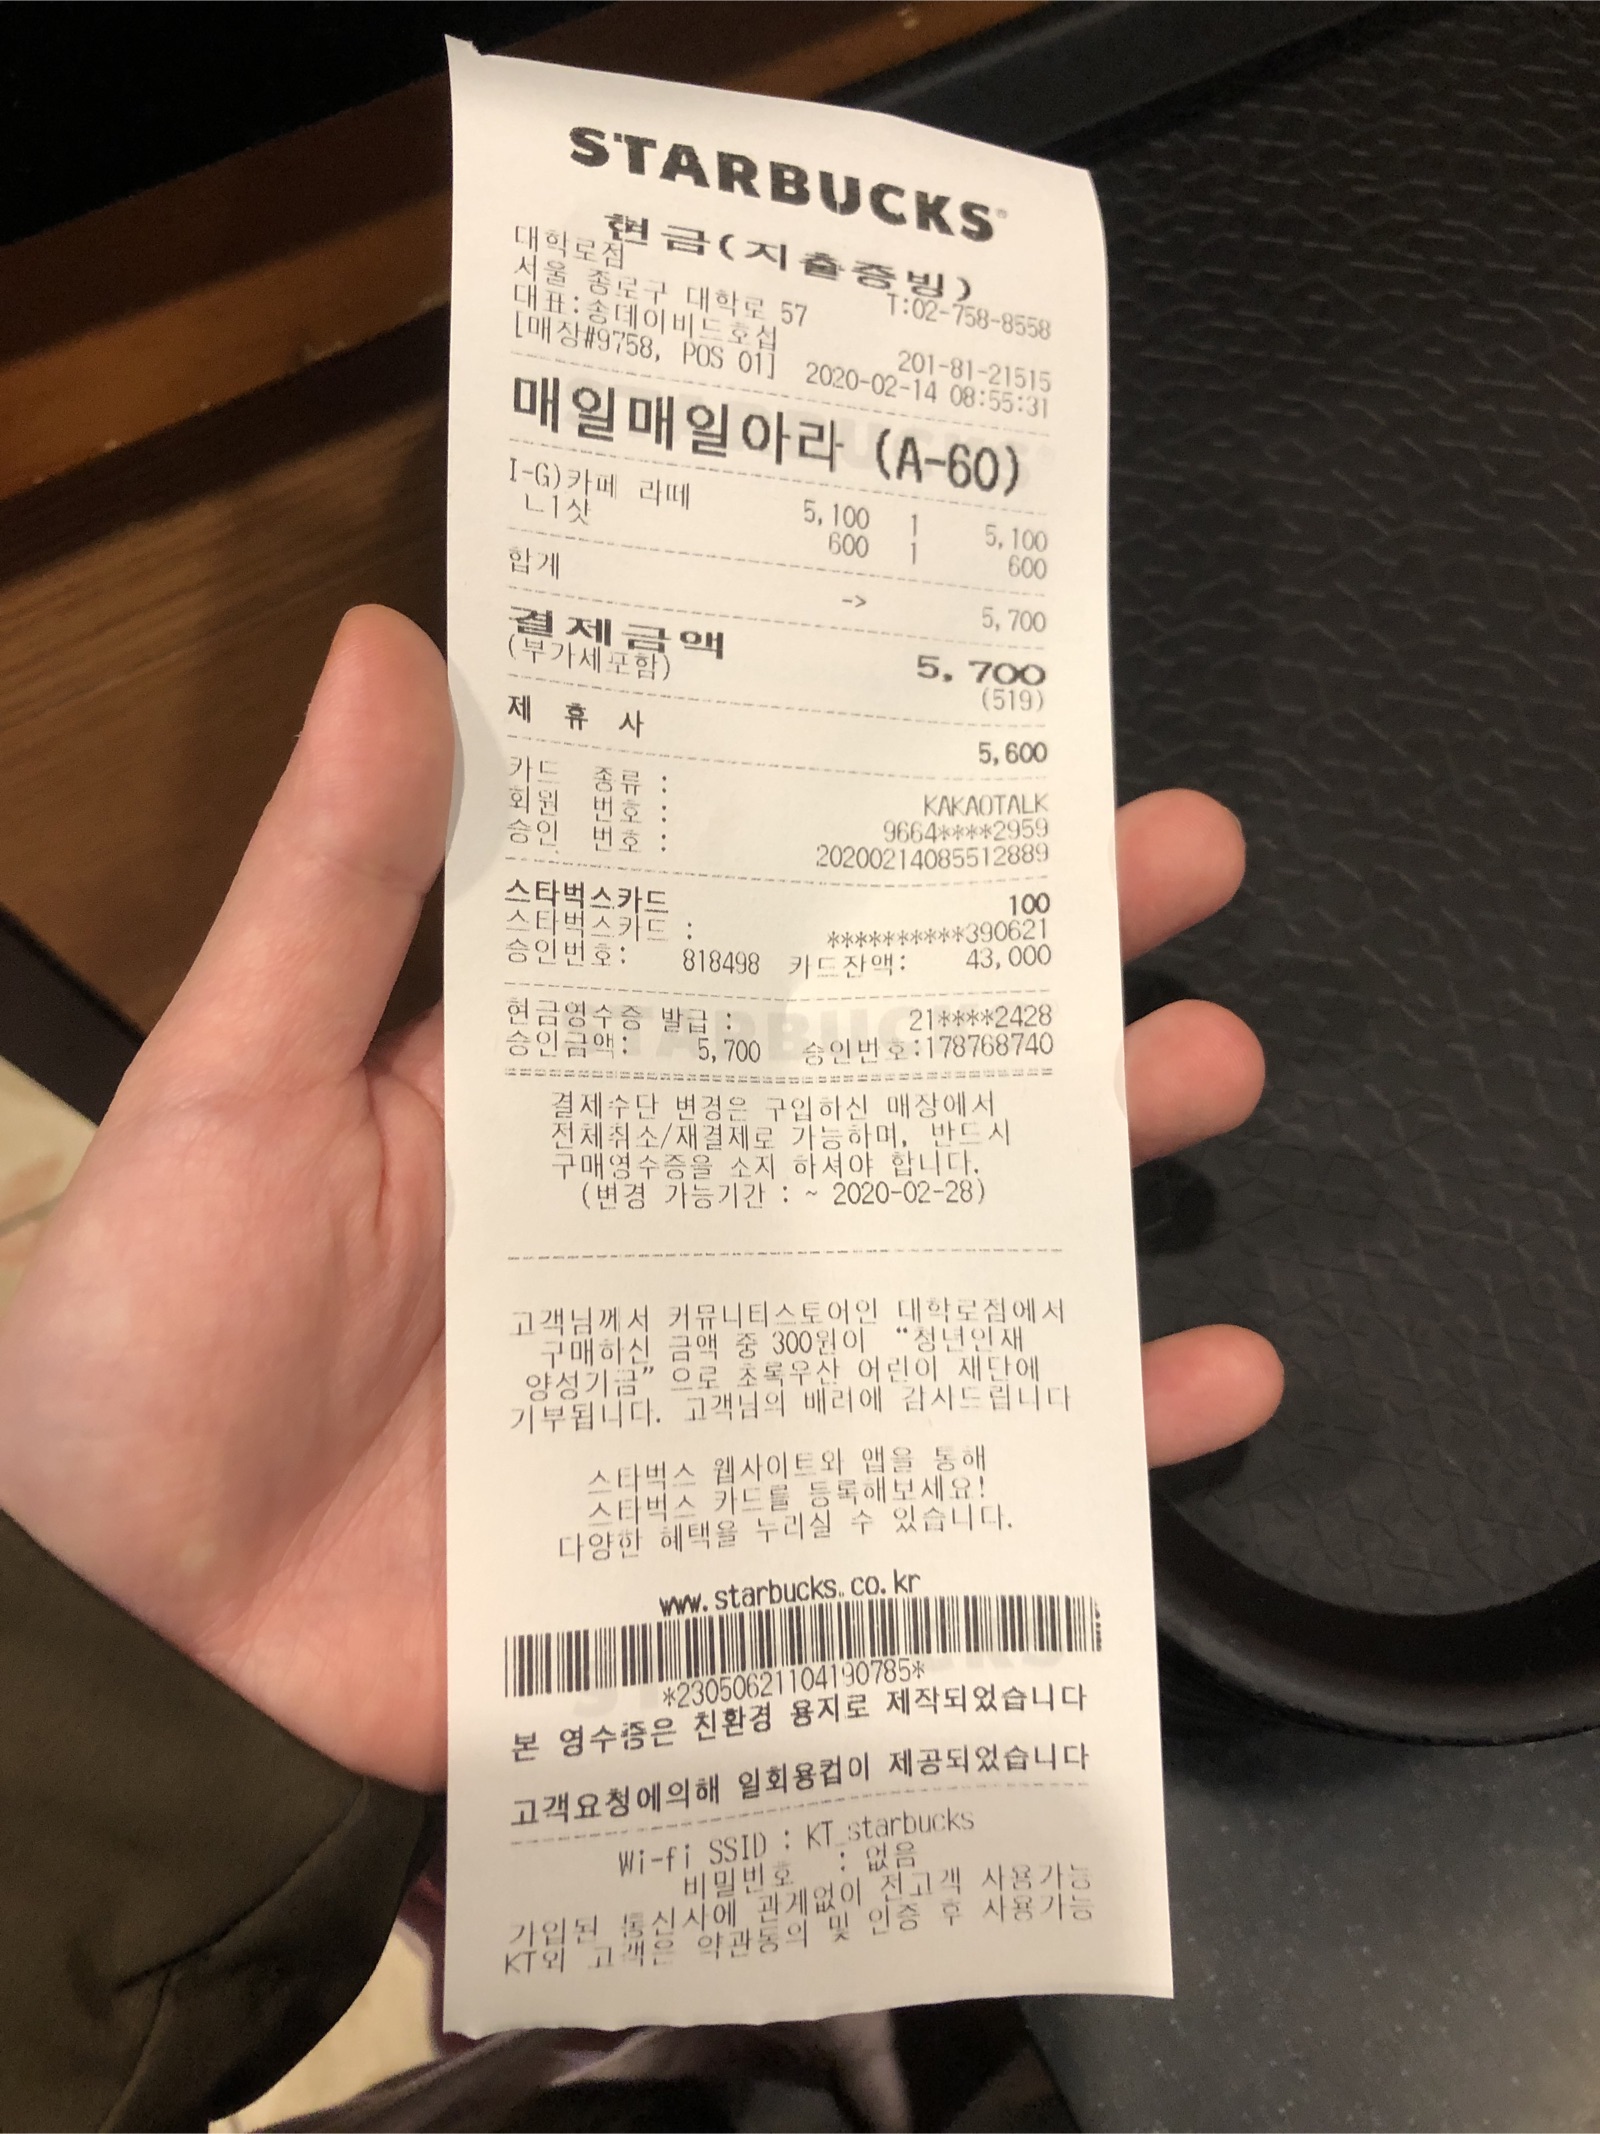 STARBUCKS
현금(지출증빙)
대학로점
서울 종로구 대학로 57 T:02-758-8558
대표:송데이비드호섭 201-81-21515
[매장#9758, POS 01] 2020-02-14 08:55:31
매일매일아라 (A-60)
I-G)카페 라떼 5,100 1 5,100
ㄴ1샷 600 1 600
합계 -> 5,700
결제금액 5,700
(부가세포함) (519)
제 휴 사 5,600
카드 종류 : KAKAOTALK
회원 번호 : 9664****2959
승인 번호 : 20200214085512889
스타벅스카드 100
스타벅스카드 : **********390621
승인번호: 818498 카드잔액: 43,000
현금영수증 발급 : 21****2428
승인금액: 5,700 승인번호:178768740
결제수단 변경은 구입하신 매장에서
전체취소/재결제로 가능하며, 반드시
구매영수증을 소지 하셔야 합니다.
(변경 가능기간 : ~ 2020-02-28)
고객님께서 커뮤니티스토어인 대학로점에서
구매하신 금액 중 300원이 “청년인재
양성기금” 으로 초록우산 어린이 재단에
기부됩니다. 고객님의 배려에 감사드립니다
스타벅스 웹사이트와 앱을 통해
스타벅스 카드를 등록해보세요!
다양한 혜택을 누리실 수 있습니다.
www.starbucks.co.kr
*23050621104190785*
본 영수증은 친환경 용지로 제작되었습니다
고객요청에의해 일회용컵이 제공되었습니다
Wi-fi SSID : KT_starbucks
비밀번호 : 없음
가입된 통신사에 관계없이 전고객 사용가능
KT외 고객은 약관동의 및 인증 후 사용가능